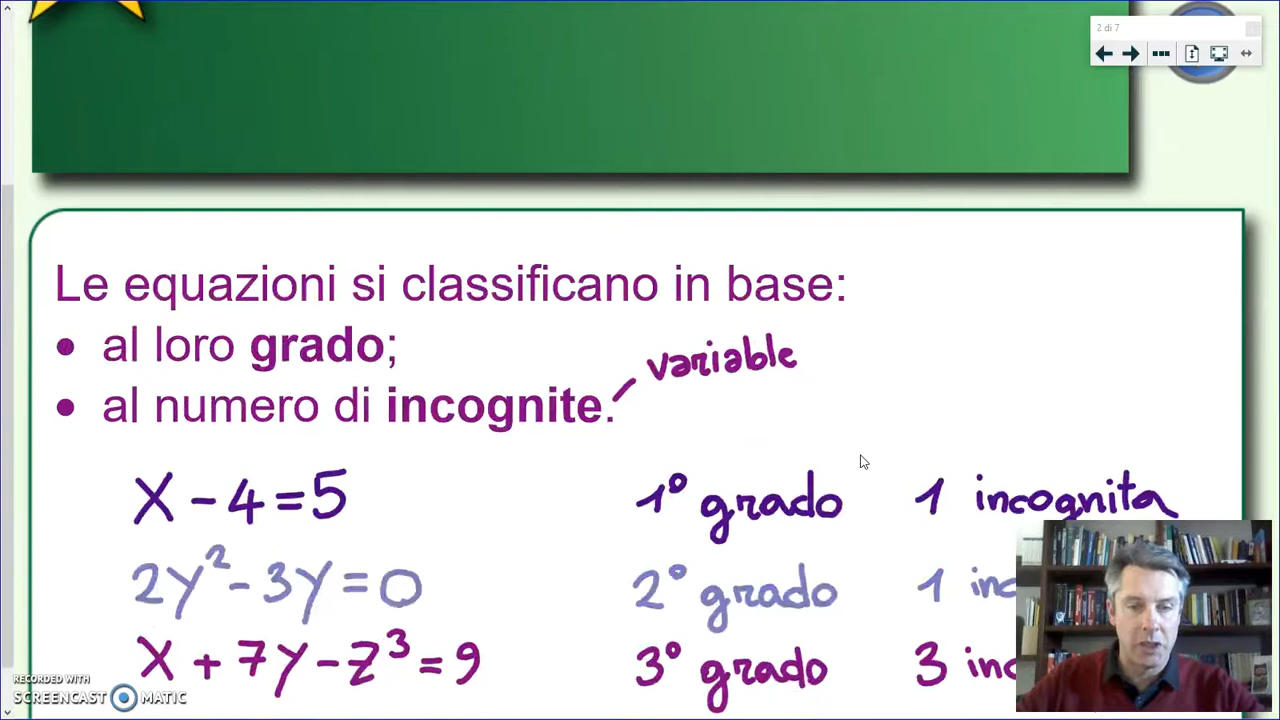 2 di 7
Le equazioni si classificano in base:
• al loro grado;
variable
• al numero di incognite.
X - 4 = 5 1° grado 1 incognita
2y² - 3y = 0 2° grado 1 inc
X + 7y - z³ = 9 3° grado 3 inc
RECORDED WITH
SCREENCAST MATIC